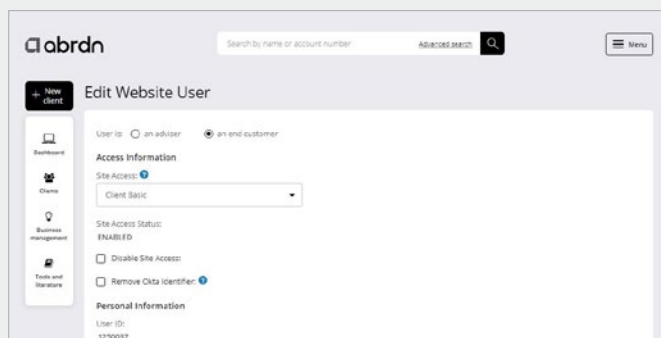 abrdn
Search by name or account number
Advanced search
Menu
+ New client
Edit Website User
Dashboard
Clients
Business management
Tools and literature
User is: an adviser an end customer
Access Information
Site Access:
Client Basic
Site Access Status:
ENABLED
Disable Site Access:
Remove Okta Identifier:
Personal Information
User ID:
1250037